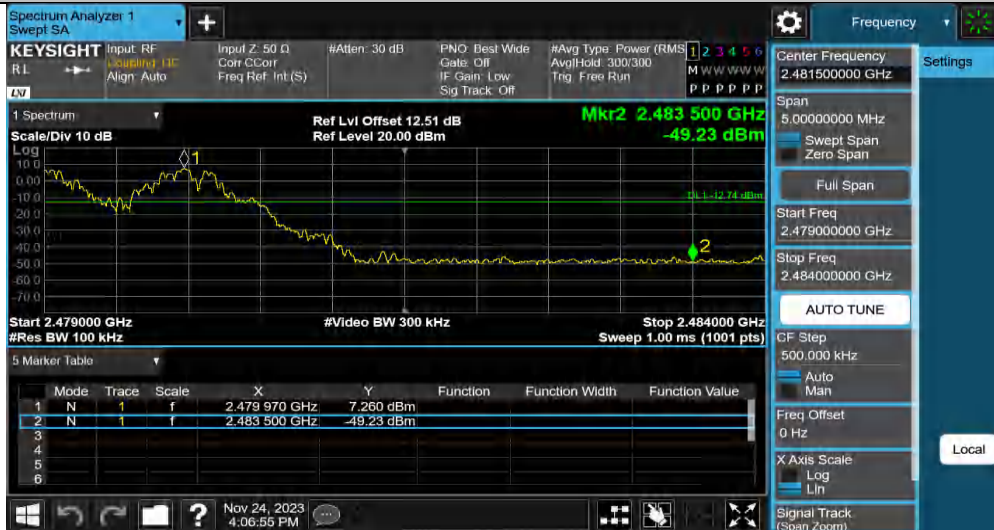 Spectrum Analyzer 1
Swept SA
+
Frequency
KEYSIGHT
RL
LXI
Input: RF
Coupling: DC
Align: Auto
Input Z: 50 Ω
Corr CCorr
Freq Ref: Int (S)
#Atten: 30 dB
PNO: Best Wide
Gate: Off
IF Gain: Low
Sig Track: Off
#Avg Type: Power (RMS
Avg|Hold: 300/300
Trig: Free Run
1 2 3 4 5 6
M W W W W W
P P P P P P
1 Spectrum
Scale/Div 10 dB
Ref Lvl Offset 12.51 dB
Ref Level 20.00 dBm
Mkr2 2.483 500 GHz
-49.23 dBm
Log
10.0
0.00
-10.0
-20.0
-30.0
-40.0
-50.0
-60.0
-70.0
1
2
DL1 -12.74 dBm
Start 2.479000 GHz
#Res BW 100 kHz
#Video BW 300 kHz
Stop 2.484000 GHz
Sweep 1.00 ms (1001 pts)
5 Marker Table
Mode Trace Scale X Y Function Function Width Function Value
1 N 1 f 2.479 970 GHz 7.260 dBm
2 N 1 f 2.483 500 GHz -49.23 dBm
3
4
5
6
Nov 24, 2023
4:06:55 PM
?
Center Frequency
2.481500000 GHz
Span
5.00000000 MHz
Swept Span
Zero Span
Full Span
Start Freq
2.479000000 GHz
Stop Freq
2.484000000 GHz
AUTO TUNE
CF Step
500.000 kHz
Auto
Man
Freq Offset
0 Hz
X Axis Scale
Log
Lin
Signal Track
(Span Zoom)
Settings
Local